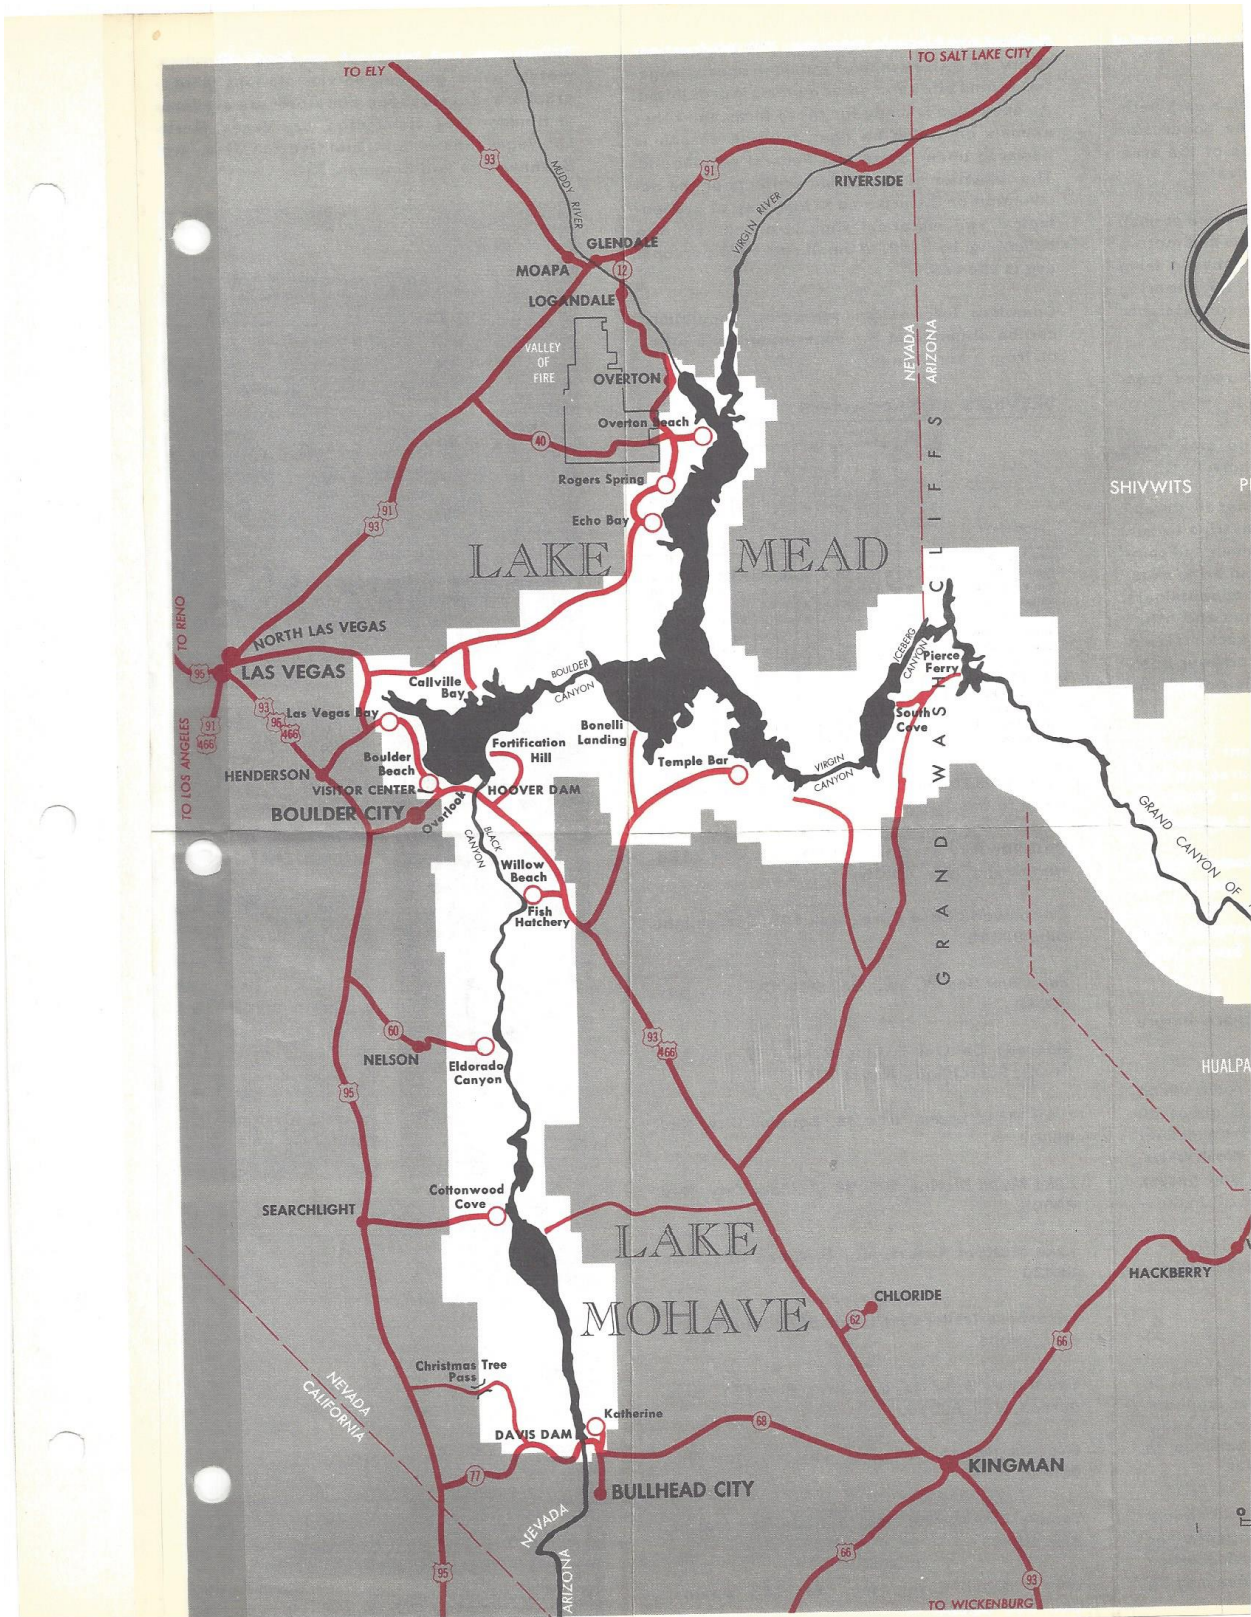 TO ELY
TO SALT LAKE CITY
93
MUDDY RIVER
91
RIVERSIDE
VIRGIN RIVER
GLENDALE
MOAPA
12
LOGANDALE
VALLEY
OF
FIRE
NEVADA
ARIZONA
OVERTON
Overton Beach
40
Rogers Spring
SHIVWITS
Echo Bay
91
93
LAKE MEAD
GRAND WASH CLIFFS
TO RENO
NORTH LAS VEGAS
95
LAS VEGAS
ICEBERG
CANYON
Pierce
Ferry
BOULDER
CANYON
Callville
Bay
93
95
466
Las Vegas Bay
91
466
TO LOS ANGELES
Bonelli
Landing
South
Cove
Fortification
Hill
Boulder
Beach
Temple Bar
VIRGIN
CANYON
HENDERSON
VISITOR CENTER
HOOVER DAM
BOULDER CITY
Overlook
BLACK
CANYON
GRAND CANYON OF
Willow
Beach
Fish
Hatchery
60
NELSON
Eldorado
Canyon
93
466
HUALPA
95
Cottonwood
Cove
SEARCHLIGHT
LAKE
MOHAVE
HACKBERRY
CHLORIDE
62
66
Christmas Tree
Pass
NEVADA
CALIFORNIA
Katherine
DAVIS DAM
68
77
KINGMAN
BULLHEAD CITY
NEVADA
ARIZONA
95
66
93
TO WICKENBURG